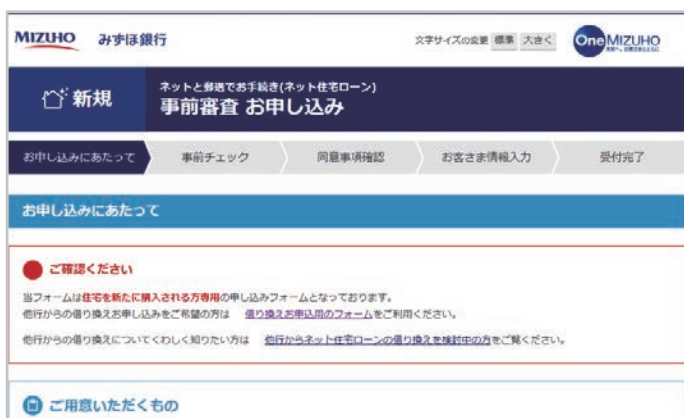 MIZUHO みずほ銀行 文字サイズの変更 標準 大きく One MIZUHO
新規
ネットと郵送でお手続き(ネット住宅ローン)
事前審査 お申し込み
お申し込みにあたって 事前チェック 同意事項確認 お客さま情報入力 受付完了
お申し込みにあたって
ご確認ください
当フォームは住宅を新たに購入される方専用の申し込みフォームとなっております。
他行からの借り換えお申し込みをご希望の方は 借り換えお申込用のフォームをご利用ください。
他行からの借り換えについてくわしく知りたい方は 他行からネット住宅ローンの借り換えを検討中の方をご覧ください。
ご用意いただくもの